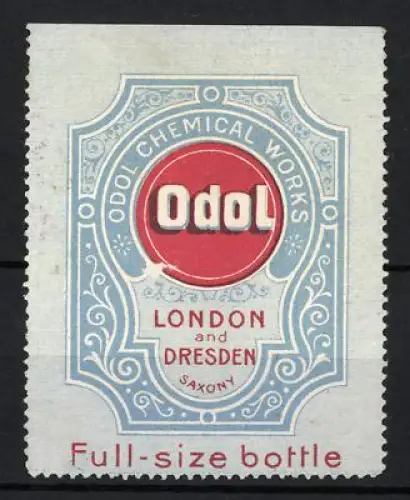 ODOL CHEMICAL WORKS
Odol
LONDON
and
DRESDEN
SAXONY
Full-size bottle